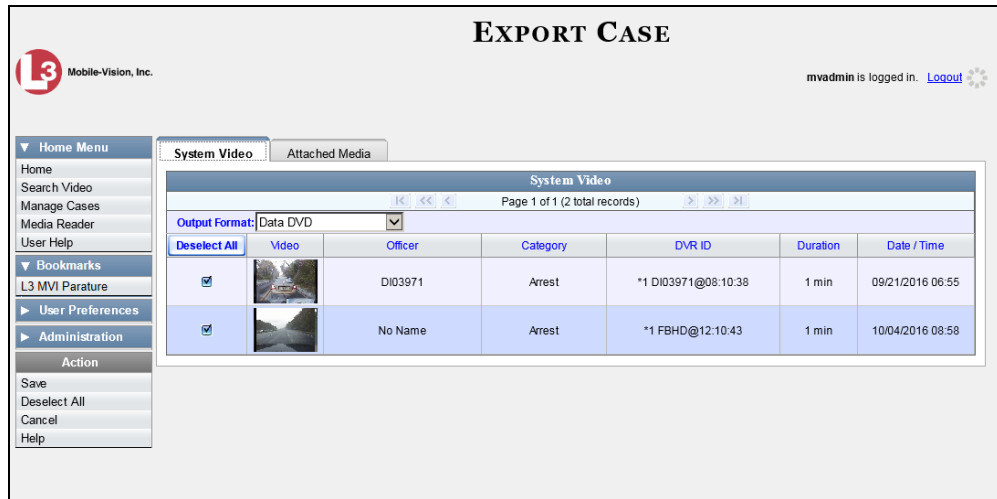 EXPORT CASE
L3 Mobile-Vision, Inc.
mvadmin is logged in. Logout
▼ Home Menu
Home
Search Video
Manage Cases
Media Reader
User Help
▼ Bookmarks
L3 MVI Parature
► User Preferences
► Administration
Action
Save
Deselect All
Cancel
Help
System Video Attached Media
System Video
Page 1 of 1 (2 total records)
Output Format: Data DVD
Deselect All Video Officer Category DVR ID Duration Date / Time
DI03971 Arrest *1 DI03971@08:10:38 1 min 09/21/2016 06:55
No Name Arrest *1 FBHD@12:10:43 1 min 10/04/2016 08:58